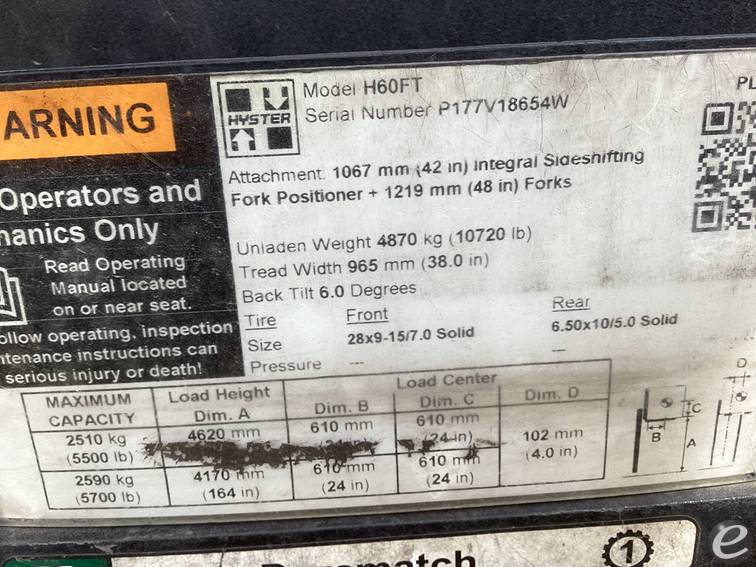 ARNING
Operators and
anics Only
Read Operating
Manual located
on or near seat.
ollow operating, inspection
ntenance instructions can
serious injury or death!
HYSTER
Model H60FT
Serial Number P177V18654W
PL
Attachment: 1067 mm (42 in) Integral Sideshifting
Fork Positioner + 1219 mm (48 in) Forks
Unladen Weight 4870 kg (10720 lb)
Tread Width 965 mm (38.0 in)
Back Tilt 6.0 Degrees
Tire Front Rear
Size 28x9-15/7.0 Solid 6.50x10/5.0 Solid
Pressure --- ---
MAXIMUM CAPACITY Load Height Load Center
Dim. A Dim. B Dim. C Dim. D
2510 kg 4620 mm 610 mm 610 mm 102 mm
(5500 lb) (24 in) (4.0 in)
2590 kg 4170 mm 610 mm 610 mm
(5700 lb) (164 in) (24 in) (24 in)
D
C
B
A
1
e